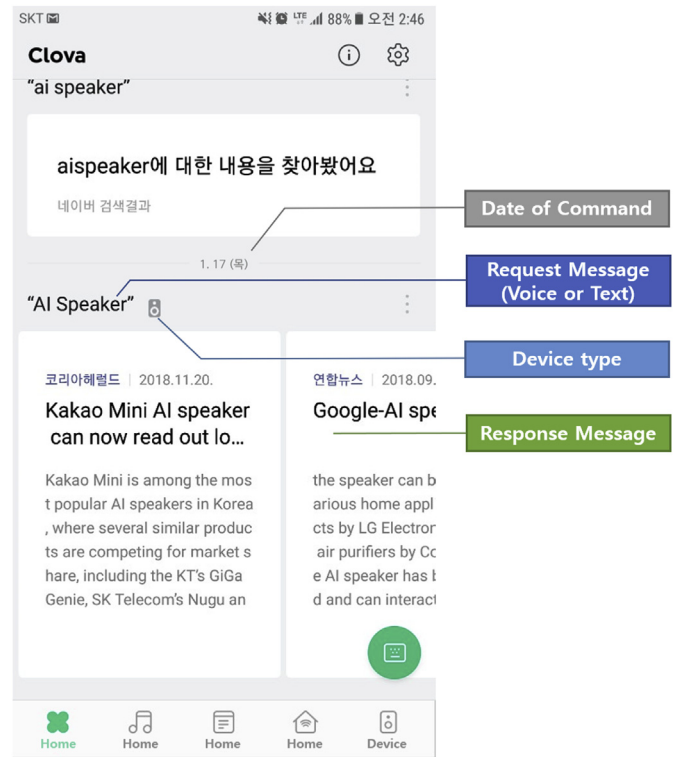 SKT LTE 88% 오전 2:46
Clova
“ai speaker”
aispeaker에 대한 내용을 찾아봤어요
네이버 검색결과
Date of Command
1. 17 (목)
Request Message
(Voice or Text)
“AI Speaker”
Device type
코리아헤럴드 | 2018.11.20.
Kakao Mini AI speaker
can now read out lo...
Kakao Mini is among the mos
t popular AI speakers in Korea
, where several similar produc
ts are competing for market s
hare, including the KT’s GiGa
Genie, SK Telecom’s Nugu an
연합뉴스 | 2018.09.
Google-AI spe
Response Message
the speaker can b
arious home appl
cts by LG Electror
air purifiers by Co
e AI speaker has b
d and can interact
Home
Home
Home
Home
Device